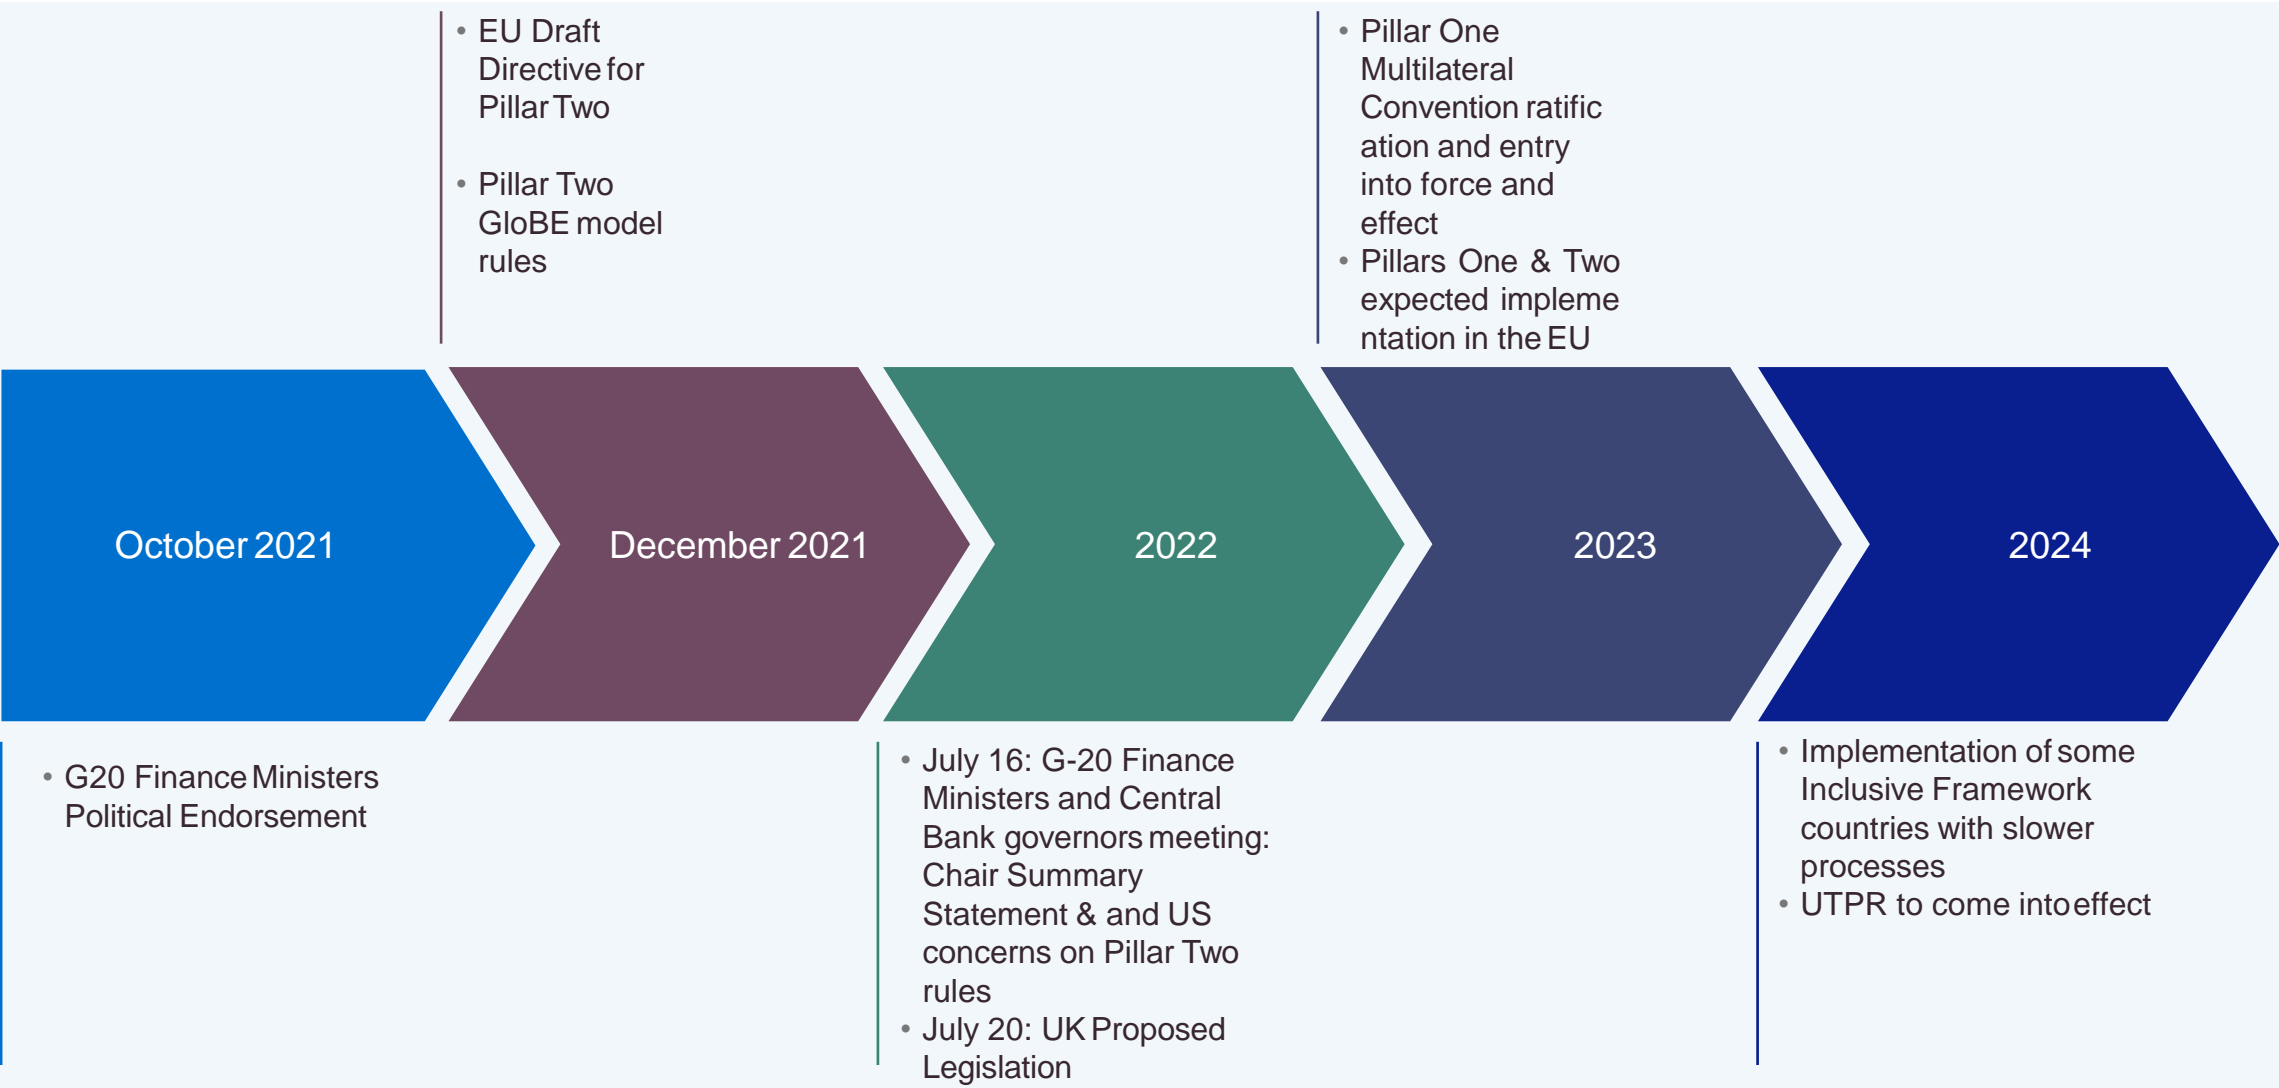 • EU Draft
Directive for
Pillar Two
• Pillar Two
GloBE model
rules
• Pillar One
Multilateral
Convention ratific
ation and entry
into force and
effect
• Pillars One & Two
expected impleme
ntation in the EU
October 2021
December 2021
2022
2023
2024
• G20 Finance Ministers
Political Endorsement
• July 16: G-20 Finance
Ministers and Central
Bank governors meeting:
Chair Summary
Statement & and US
concerns on Pillar Two
rules
• July 20: UK Proposed
Legislation
• Implementation of some
Inclusive Framework
countries with slower
processes
• UTPR to come into effect